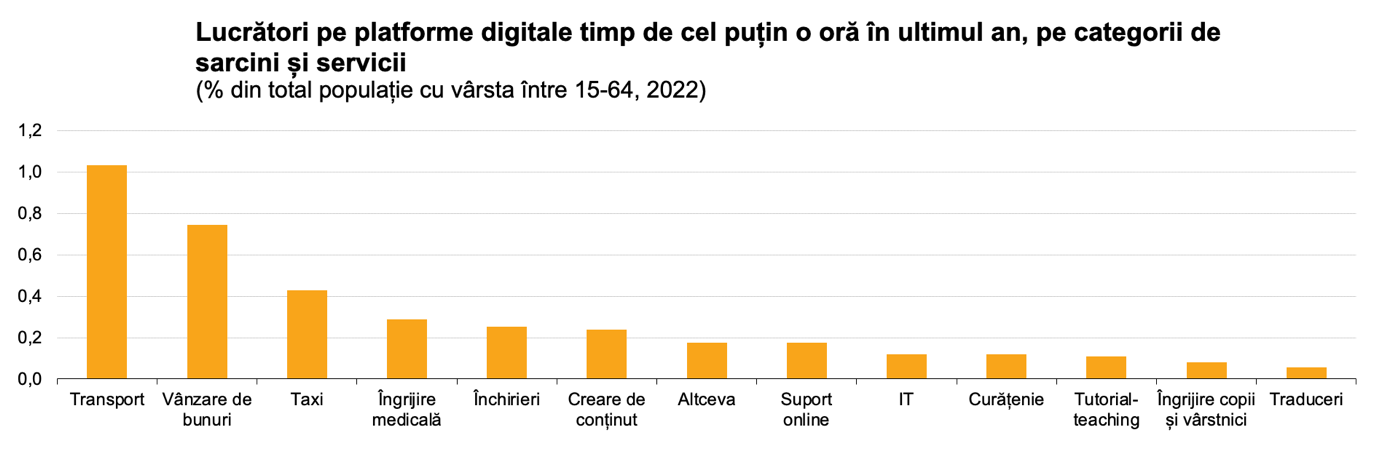 Lucrători pe platforme digitale timp de cel puțin o oră în ultimul an, pe categorii de
sarcini și servicii
(% din total populație cu vârsta între 15-64, 2022)
1,2
1,0
0,8
0,6
0,4
0,2
0,0
Transport
Vânzare de
bunuri
Taxi
Îngrijire
medicală
Închirieri
Creare de
conținut
Altceva
Suport
online
IT
Curățenie
Tutorial-
teaching
Îngrijire copii
și vârstnici
Traduceri